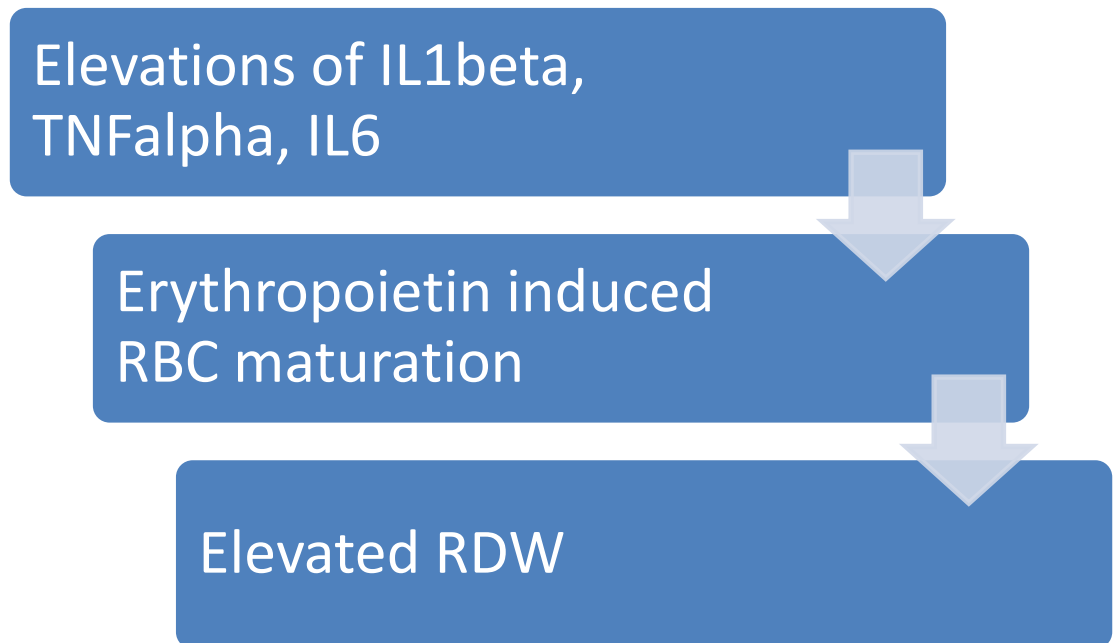 Elevations of IL1beta,
TNFalpha, IL6
Erythropoietin induced
RBC maturation
Elevated RDW